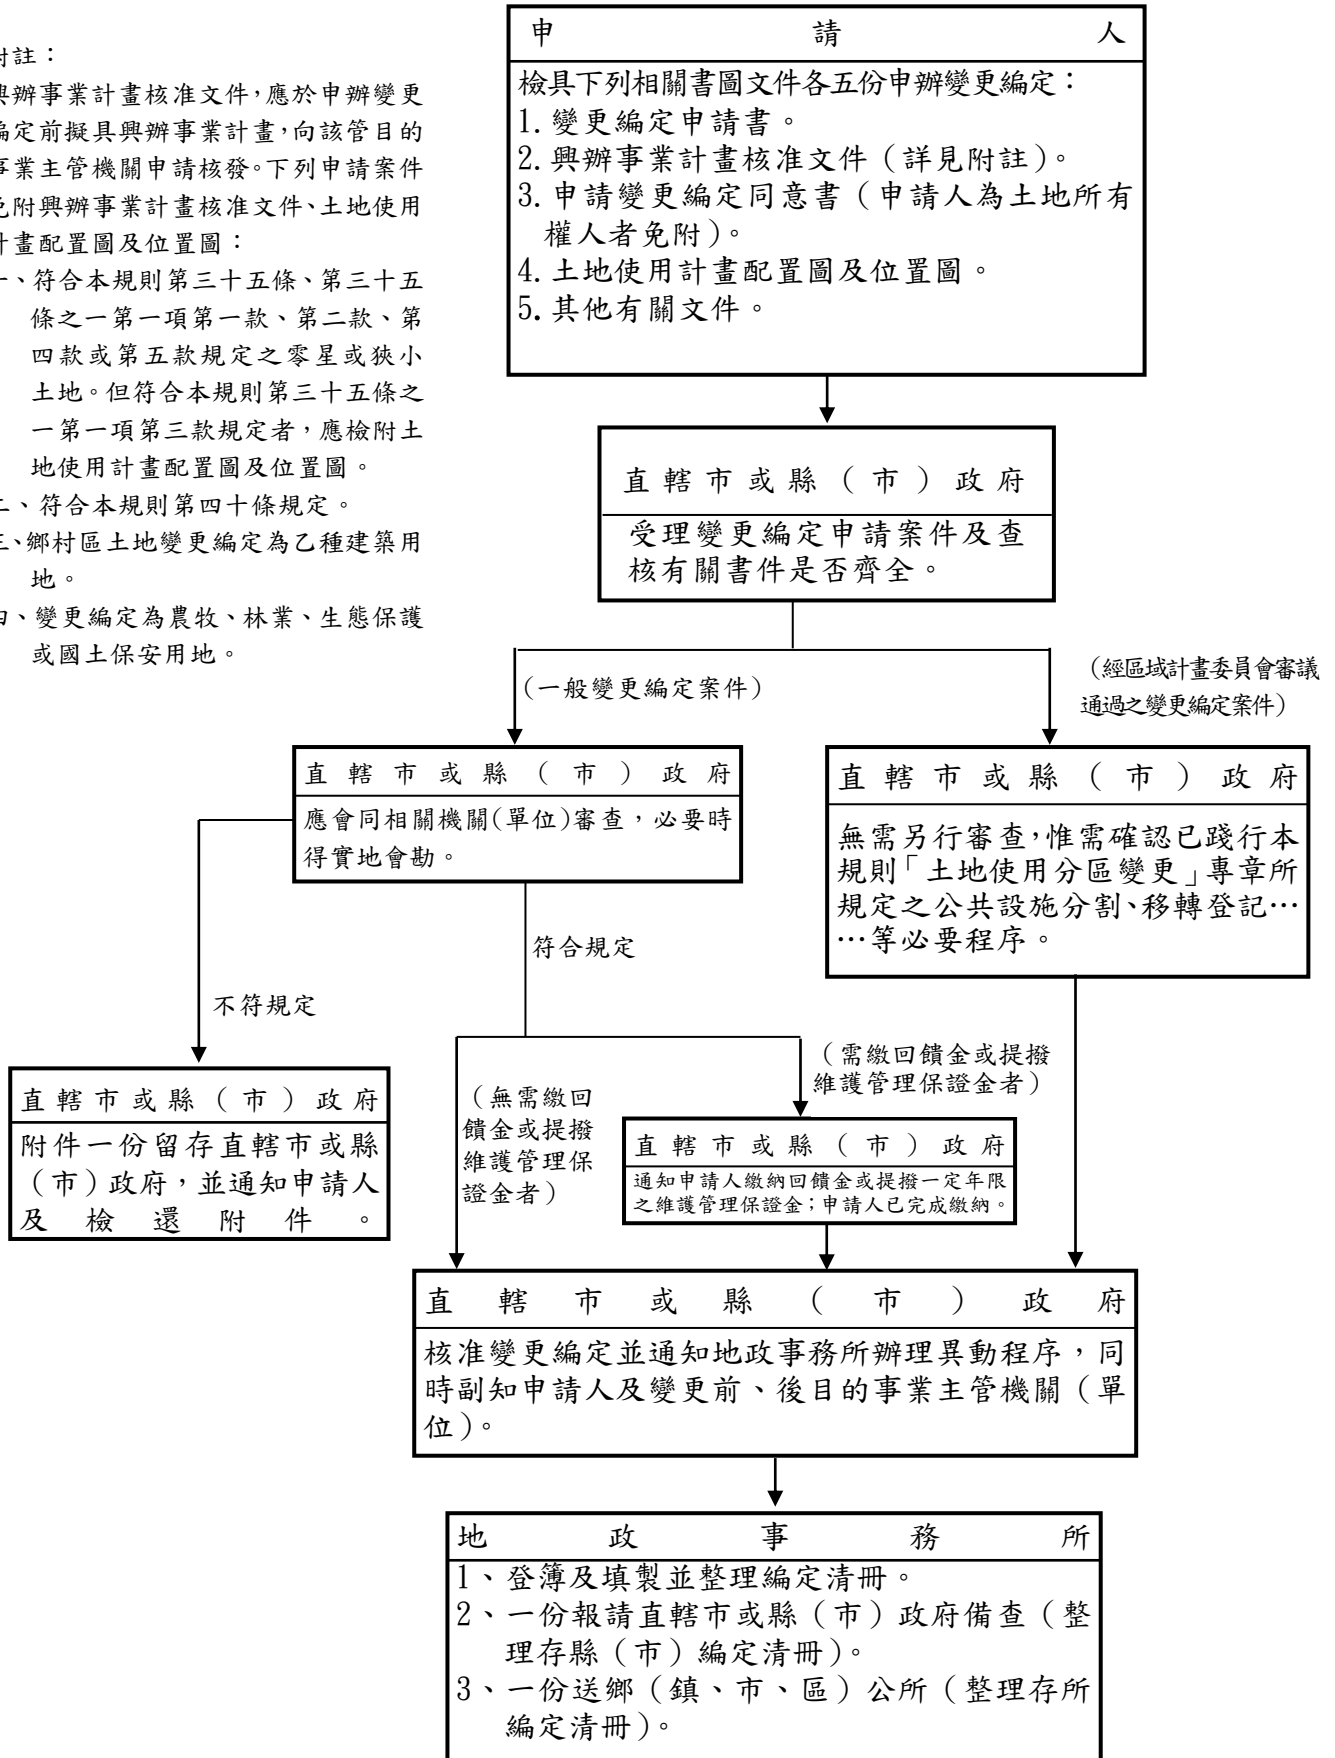 附註：
興辦事業計畫核准文件，應於申辦變更
編定前擬具興辦事業計畫，向該管目的
事業主管機關申請核發。下列申請案件
免附興辦事業計畫核准文件、土地使用
計畫配置圖及位置圖：
一、符合本規則第三十五條、第三十五
條之一第一項第一款、第二款、第
四款或第五款規定之零星或狹小
土地。但符合本規則第三十五條之
一第一項第三款規定者，應檢附土
地使用計畫配置圖及位置圖。
二、符合本規則第四十條規定。
三、鄉村區土地變更編定為乙種建築用
地。
四、變更編定為農牧、林業、生態保護
或國土保安用地。
申請人
檢具下列相關書圖文件各五份申辦變更編定：
1.變更編定申請書。
2.興辦事業計畫核准文件（詳見附註）。
3.申請變更編定同意書（申請人為土地所有
權人者免附）。
4.土地使用計畫配置圖及位置圖。
5.其他有關文件。
直轄市或縣（市）政府
受理變更編定申請案件及查
核有關書件是否齊全。
（一般變更編定案件）
（經區域計畫委員會審議
通過之變更編定案件）
直轄市或縣（市）政府
應會同相關機關(單位)審查，必要時
得實地會勘。
直轄市或縣（市）政府
無需另行審查，惟需確認已踐行本
規則「土地使用分區變更」專章所
規定之公共設施分割、移轉登記…
…等必要程序。
符合規定
不符規定
（無需繳回
饋金或提撥
維護管理保
證金者）
（需繳回饋金或提撥
維護管理保證金者）
直轄市或縣（市）政府
附件一份留存直轄市或縣
（市）政府，並通知申請人
及檢還附件。
直轄市或縣（市）政府
通知申請人繳納回饋金或提撥一定年限
之維護管理保證金；申請人已完成繳納。
直轄市或縣（市）政府
核准變更編定並通知地政事務所辦理異動程序，同
時副知申請人及變更前、後目的事業主管機關（單
位）。
地政事務所
1、登簿及填製並整理編定清冊。
2、一份報請直轄市或縣（市）政府備查（整
理存縣（市）編定清冊）。
3、一份送鄉（鎮、市、區）公所（整理存所
編定清冊）。